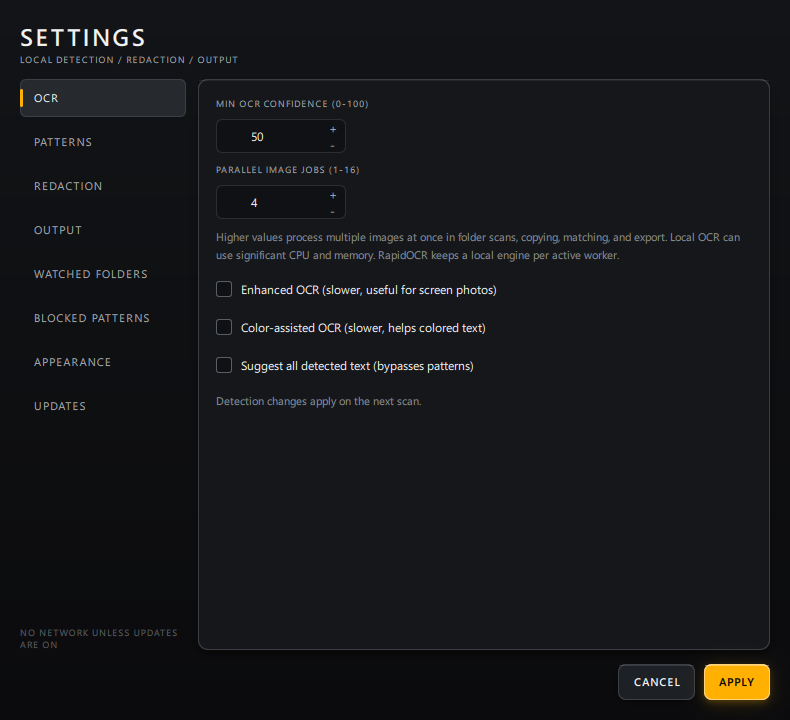 SETTINGS
LOCAL DETECTION / REDACTION / OUTPUT
OCR
PATTERNS
REDACTION
OUTPUT
WATCHED FOLDERS
BLOCKED PATTERNS
APPEARANCE
UPDATES
NO NETWORK UNLESS UPDATES
ARE ON
MIN OCR CONFIDENCE (0-100)
50
+
-
PARALLEL IMAGE JOBS (1-16)
4
+
-
Higher values process multiple images at once in folder scans, copying, matching, and export. Local OCR can
use significant CPU and memory. RapidOCR keeps a local engine per active worker.
Enhanced OCR (slower, useful for screen photos)
Color-assisted OCR (slower, helps colored text)
Suggest all detected text (bypasses patterns)
Detection changes apply on the next scan.
CANCEL
APPLY